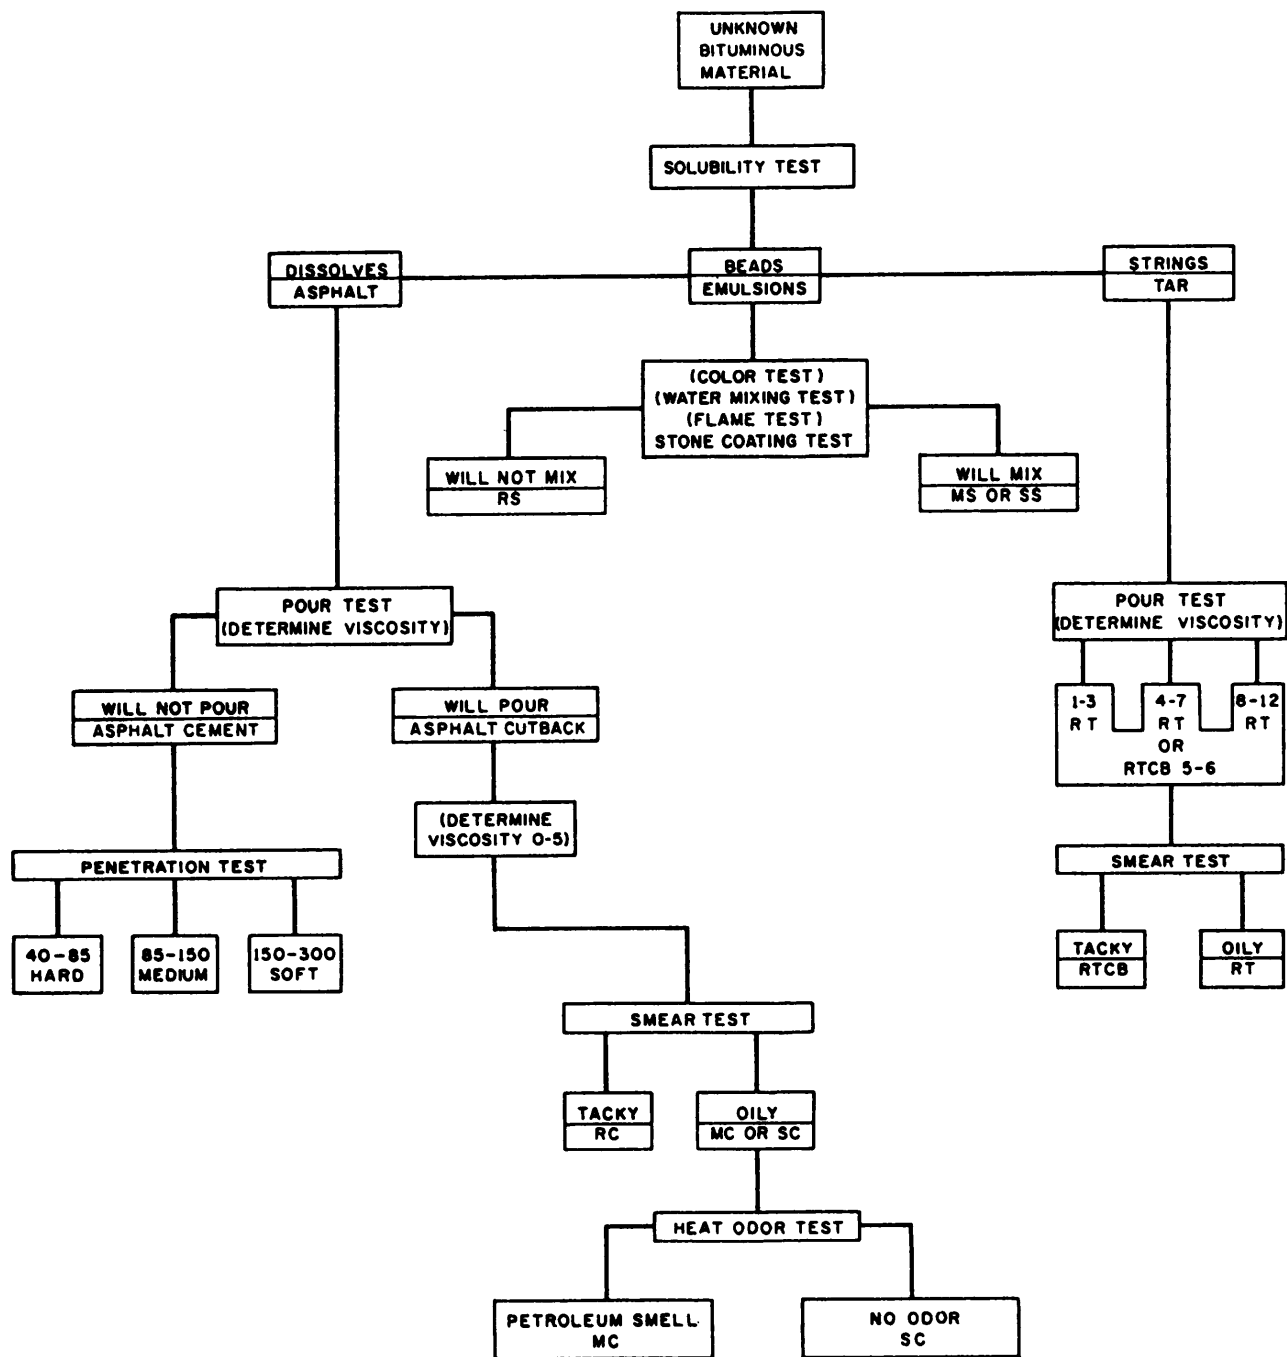 UNKNOWN
BITUMINOUS
MATERIAL
SOLUBILITY TEST
DISSOLVES
ASPHALT
BEADS
EMULSIONS
STRINGS
TAR
(COLOR TEST)
(WATER MIXING TEST)
(FLAME TEST)
STONE COATING TEST
WILL NOT MIX
RS
WILL MIX
MS OR SS
POUR TEST
(DETERMINE VISCOSITY)
POUR TEST
(DETERMINE VISCOSITY)
WILL NOT POUR
ASPHALT CEMENT
WILL POUR
ASPHALT CUTBACK
1-3
RT
4-7
RT
OR
RTCB 5-6
8-12
RT
(DETERMINE
VISCOSITY 0-5)
PENETRATION TEST
SMEAR TEST
40-85
HARD
85-150
MEDIUM
150-300
SOFT
TACKY
RTCB
OILY
RT
SMEAR TEST
TACKY
RC
OILY
MC OR SC
HEAT ODOR TEST
PETROLEUM SMELL
MC
NO ODOR
SC